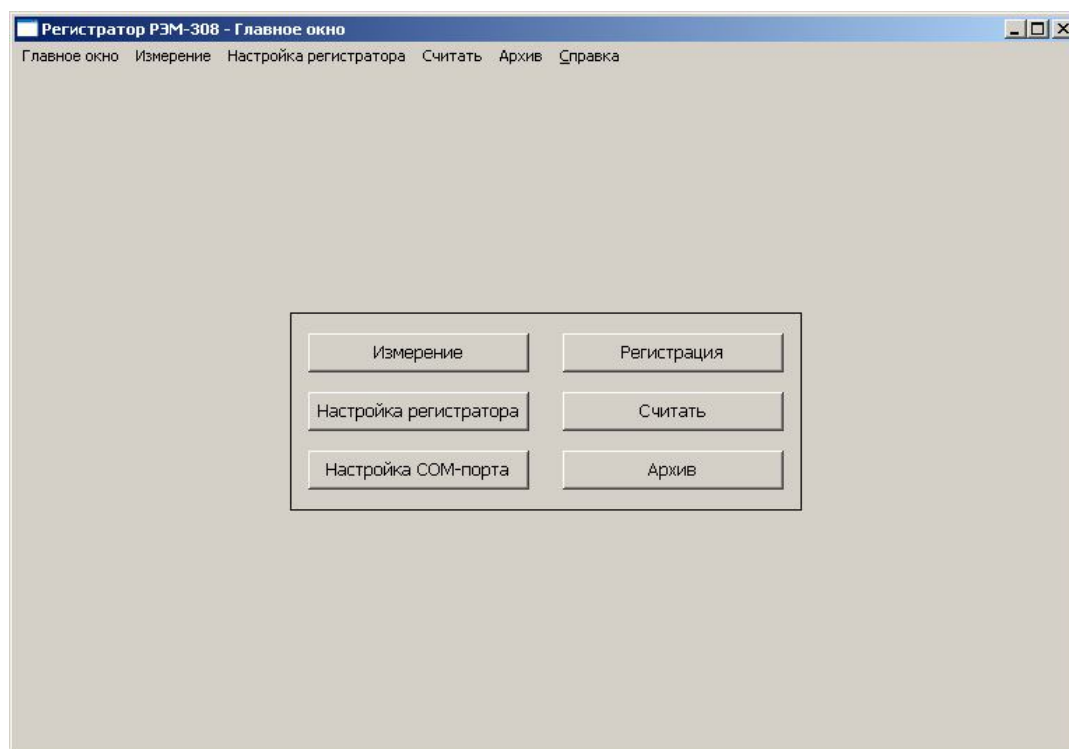 Регистратор РЭМ-308 - Главное окно
Главное окно Измерение Настройка регистратора Считать Архив Справка
Измерение Регистрация
Настройка регистратора Считать
Настройка COM-порта Архив